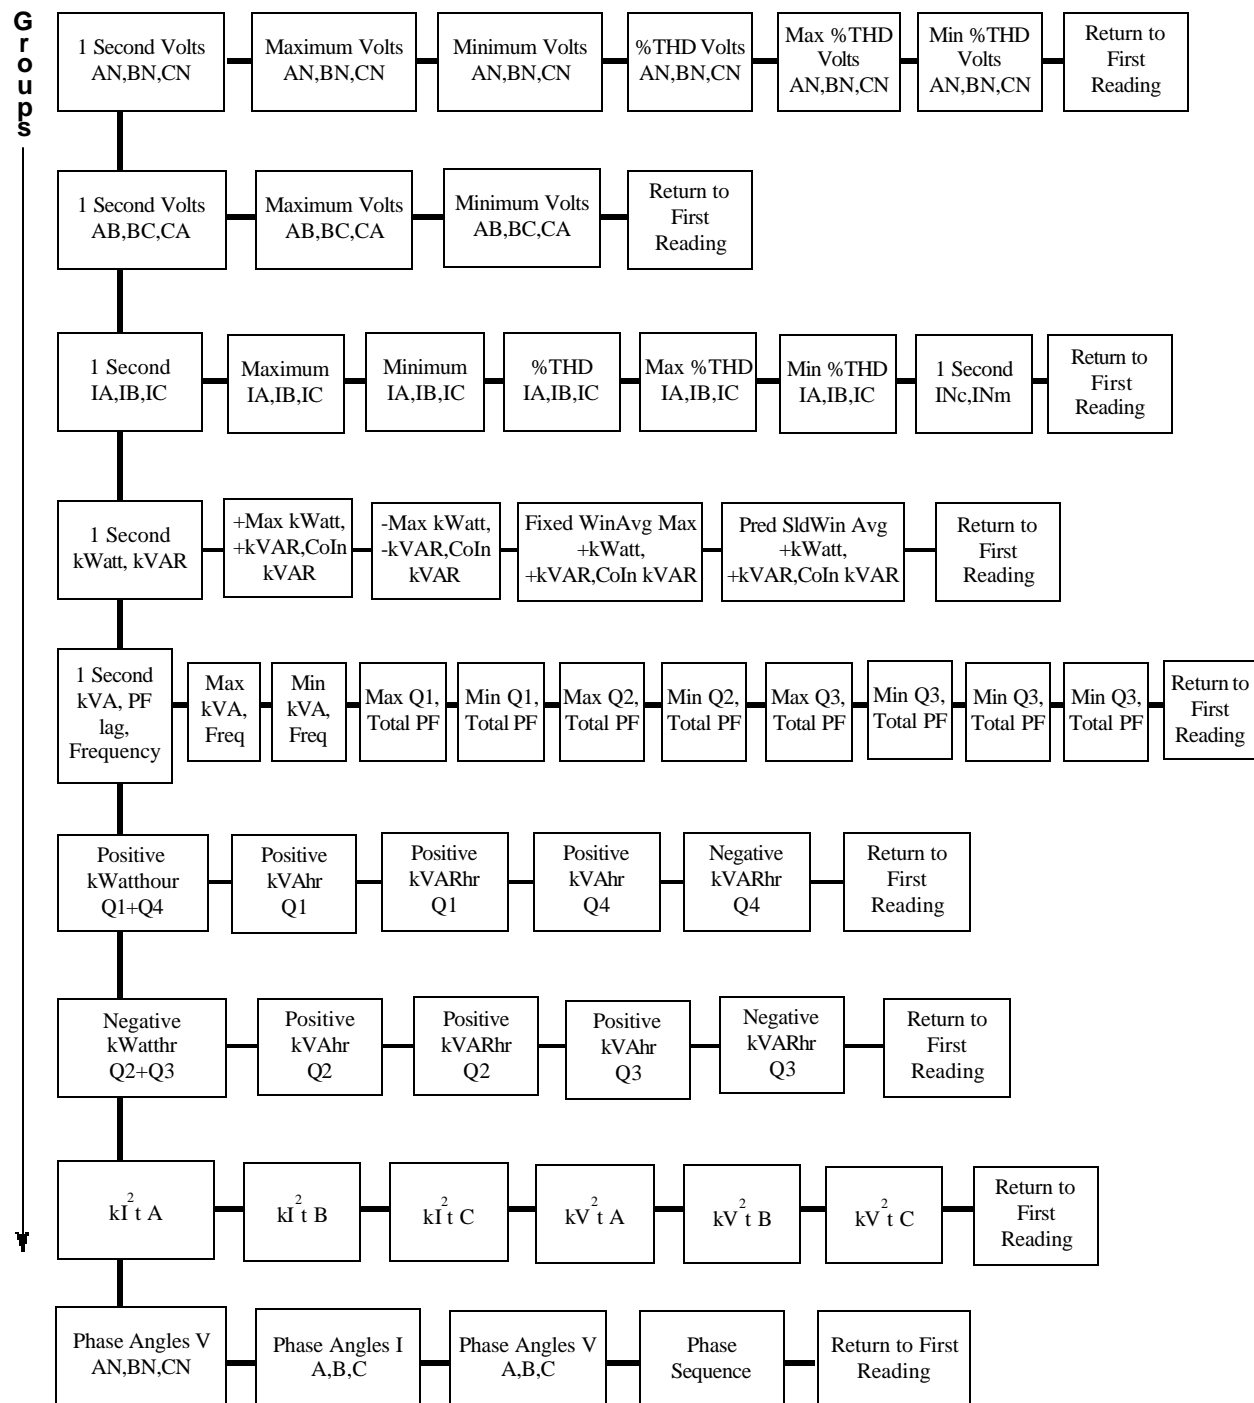 Groups
1 Second Volts
AN,BN,CN
Maximum Volts
AN,BN,CN
Minimum Volts
AN,BN,CN
%THD Volts
AN,BN,CN
Max %THD
Volts
AN,BN,CN
Min %THD
Volts
AN,BN,CN
Return to
First
Reading
1 Second Volts
AB,BC,CA
Maximum Volts
AB,BC,CA
Minimum Volts
AB,BC,CA
Return to
First
Reading
1 Second
IA,IB,IC
Maximum
IA,IB,IC
Minimum
IA,IB,IC
%THD
IA,IB,IC
Max %THD
IA,IB,IC
Min %THD
IA,IB,IC
1 Second
INc,INm
Return to
First
Reading
1 Second
kWatt, kVAR
+Max kWatt,
+kVAR,CoIn
kVAR
-Max kWatt,
-kVAR,CoIn
kVAR
Fixed WinAvg Max
+kWatt,
+kVAR,CoIn kVAR
Pred SldWin Avg
+kWatt,
+kVAR,CoIn kVAR
Return to
First
Reading
1 Second
kVA, PF
lag,
Frequency
Max
kVA,
Freq
Min
kVA,
Freq
Max Q1,
Total PF
Min Q1,
Total PF
Max Q2,
Total PF
Min Q2,
Total PF
Max Q3,
Total PF
Min Q3,
Total PF
Min Q3,
Total PF
Min Q3,
Total PF
Return to
First
Reading
Positive
kWatthour
Q1+Q4
Positive
kVAhr
Q1
Positive
kVARhr
Q1
Positive
kVAhr
Q4
Negative
kVARhr
Q4
Return to
First
Reading
Negative
kWatthr
Q2+Q3
Positive
kVAhr
Q2
Positive
kVARhr
Q2
Positive
kVAhr
Q3
Negative
kVARhr
Q3
Return to
First
Reading
kI²t A
kI²t B
kI²t C
kV²t A
kV²t B
kV²t C
Return to
First
Reading
Phase Angles V
AN,BN,CN
Phase Angles I
A,B,C
Phase Angles V
A,B,C
Phase
Sequence
Return to First
Reading